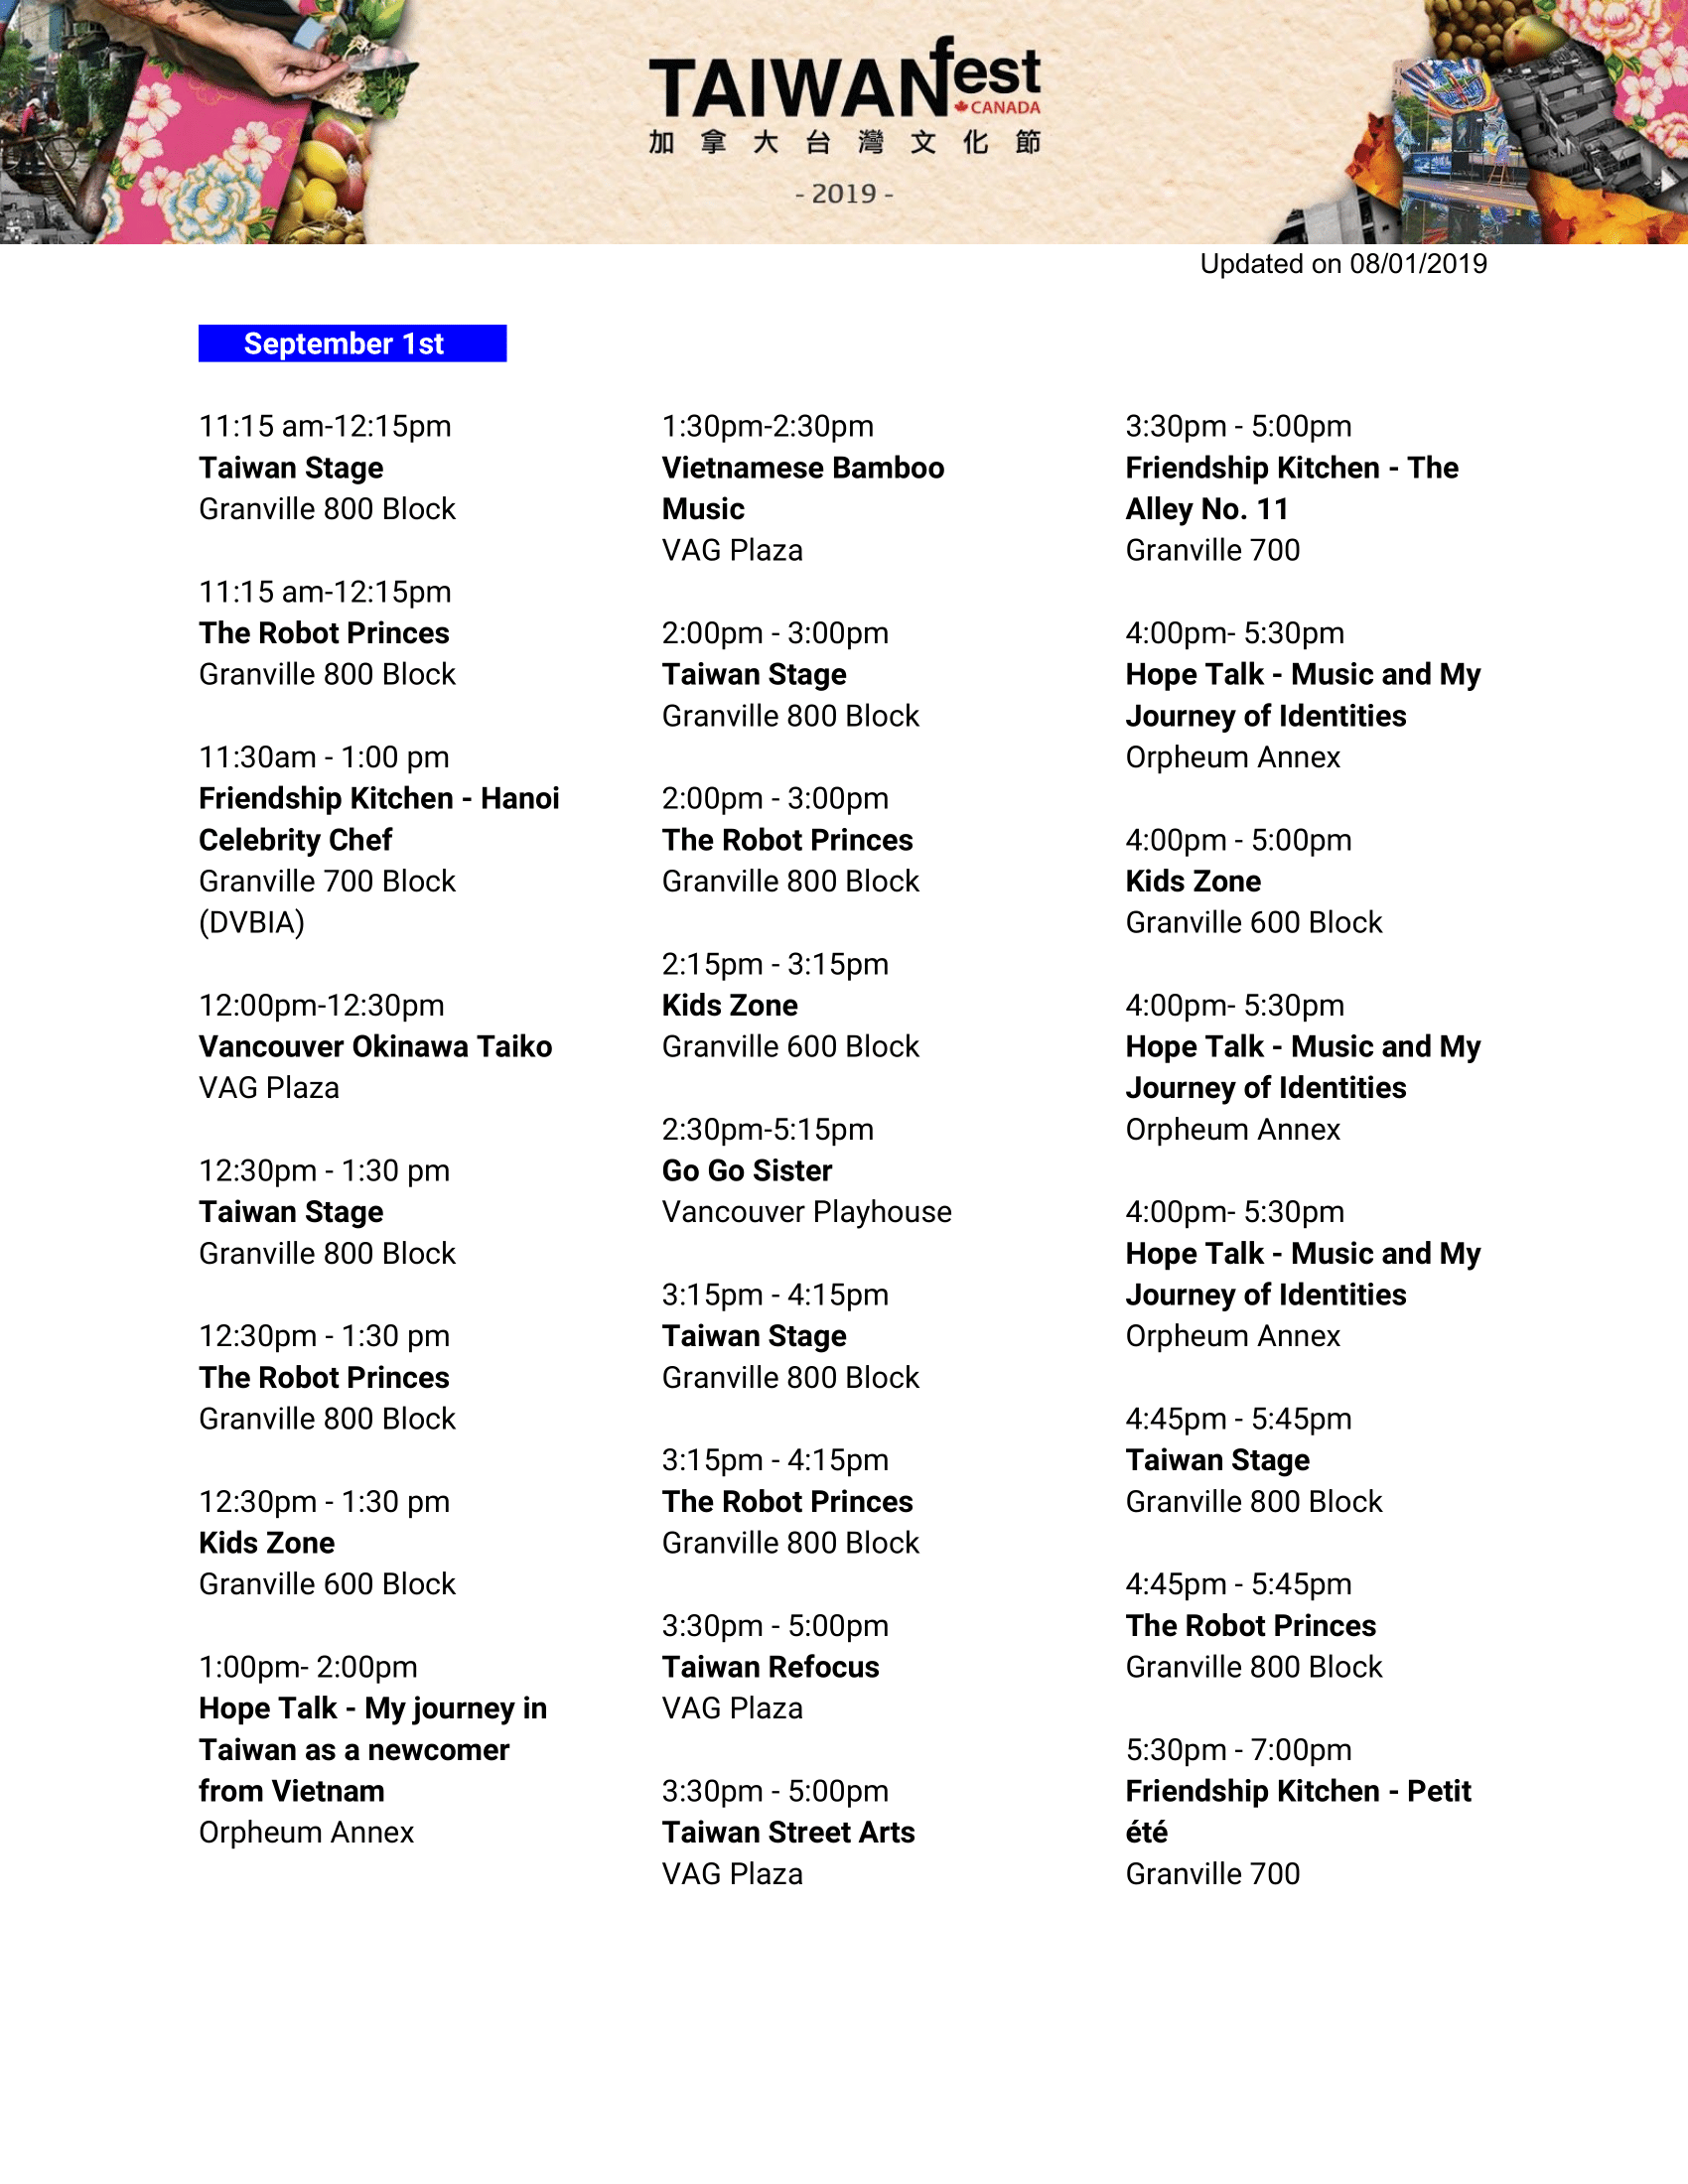 TAIWANfest
CANADA
加拿大台灣文化節
- 2019 -
Updated on 08/01/2019
September 1st
11:15 am-12:15pm
Taiwan Stage
Granville 800 Block
11:15 am-12:15pm
The Robot Princes
Granville 800 Block
11:30am - 1:00 pm
Friendship Kitchen - Hanoi
Celebrity Chef
Granville 700 Block
(DVBIA)
12:00pm-12:30pm
Vancouver Okinawa Taiko
VAG Plaza
12:30pm - 1:30 pm
Taiwan Stage
Granville 800 Block
12:30pm - 1:30 pm
The Robot Princes
Granville 800 Block
12:30pm - 1:30 pm
Kids Zone
Granville 600 Block
1:00pm- 2:00pm
Hope Talk - My journey in
Taiwan as a newcomer
from Vietnam
Orpheum Annex
1:30pm-2:30pm
Vietnamese Bamboo
Music
VAG Plaza
2:00pm - 3:00pm
Taiwan Stage
Granville 800 Block
2:00pm - 3:00pm
The Robot Princes
Granville 800 Block
2:15pm - 3:15pm
Kids Zone
Granville 600 Block
2:30pm-5:15pm
Go Go Sister
Vancouver Playhouse
3:15pm - 4:15pm
Taiwan Stage
Granville 800 Block
3:15pm - 4:15pm
The Robot Princes
Granville 800 Block
3:30pm - 5:00pm
Taiwan Refocus
VAG Plaza
3:30pm - 5:00pm
Taiwan Street Arts
VAG Plaza
3:30pm - 5:00pm
Friendship Kitchen - The
Alley No. 11
Granville 700
4:00pm- 5:30pm
Hope Talk - Music and My
Journey of Identities
Orpheum Annex
4:00pm - 5:00pm
Kids Zone
Granville 600 Block
4:00pm- 5:30pm
Hope Talk - Music and My
Journey of Identities
Orpheum Annex
4:00pm- 5:30pm
Hope Talk - Music and My
Journey of Identities
Orpheum Annex
4:45pm - 5:45pm
Taiwan Stage
Granville 800 Block
4:45pm - 5:45pm
The Robot Princes
Granville 800 Block
5:30pm - 7:00pm
Friendship Kitchen - Petit
été
Granville 700